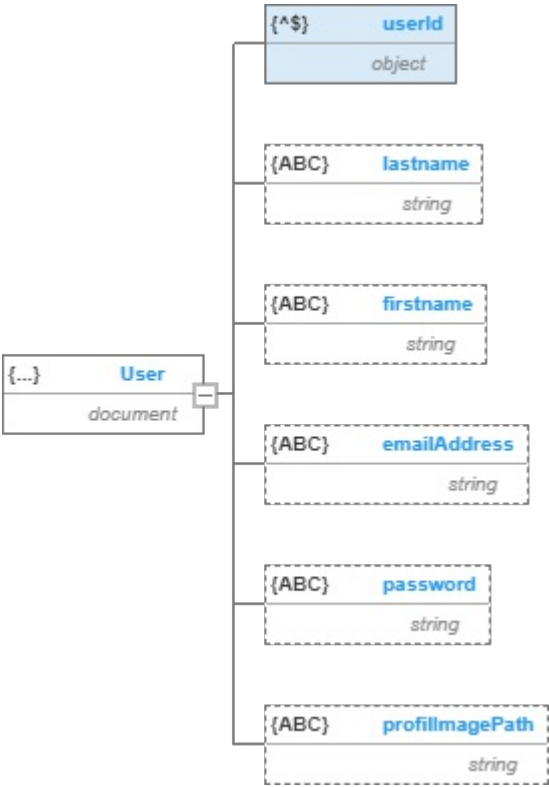 {^$} userId
object
{ABC} lastname
string
{ABC} firstname
string
{...} User
document
{ABC} emailAddress
string
{ABC} password
string
{ABC} profilImagePath
string